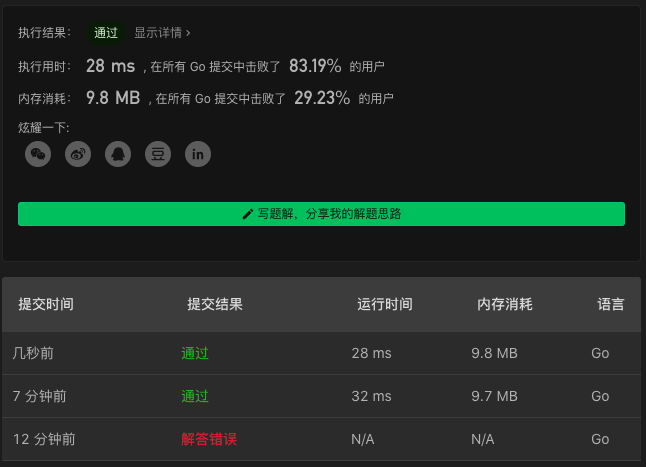 执行结果： 通过 显示详情 ›
执行用时： 28 ms ，在所有 Go 提交中击败了 83.19% 的用户
内存消耗： 9.8 MB ，在所有 Go 提交中击败了 29.23% 的用户
炫耀一下:
豆 in
写题解，分享我的解题思路
提交时间 提交结果 运行时间 内存消耗 语言
几秒前 通过 28 ms 9.8 MB Go
7 分钟前 通过 32 ms 9.7 MB Go
12 分钟前 解答错误 N/A N/A Go